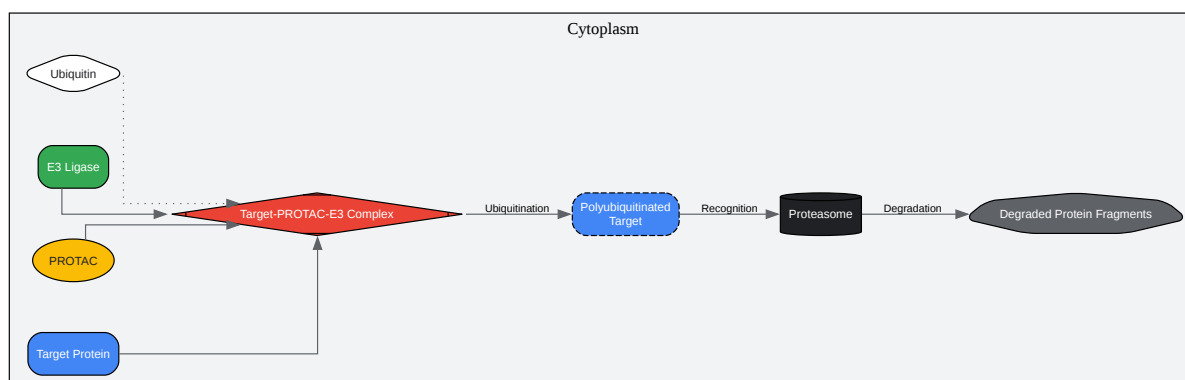 Cytoplasm
Ubiquitin
E3 Ligase
PROTAC
Target Protein
Target-PROTAC-E3 Complex
Ubiquitination
Polyubiquitinated
Target
Recognition
Proteasome
Degradation
Degraded Protein Fragments